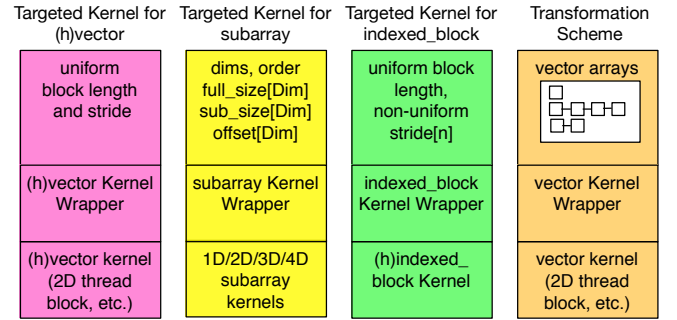 Targeted Kernel for
(h)vector
uniform
block length
and stride
(h)vector Kernel
Wrapper
(h)vector kernel
(2D thread
block, etc.)
Targeted Kernel for
subarray
dims, order
full_size[Dim]
sub_size[Dim]
offset[Dim]
subarray Kernel
Wrapper
1D/2D/3D/4D
subarray
kernels
Targeted Kernel for
indexed_block
uniform block
length,
non-uniform
stride[n]
indexed_block
Kernel Wrapper
(h)indexed_
block Kernel
Transformation
Scheme
vector arrays
vector Kernel
Wrapper
vector kernel
(2D thread
block, etc.)